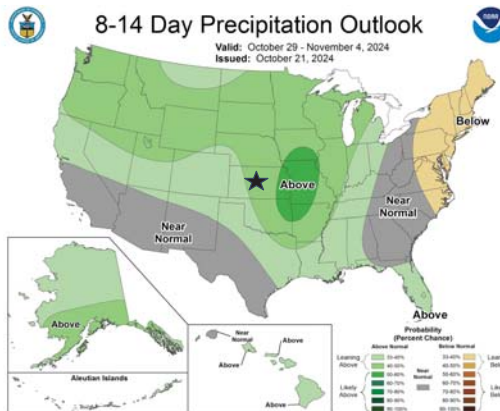 8-14 Day Precipitation Outlook
Valid: October 29 - November 4, 2024
Issued: October 21, 2024
Below
Above
Near
Normal
Near
Normal
Above
Above
Near
Normal
Above
Above
Above
Aleutian Islands
Probability
(Percent Chance)
Above Normal
Below Normal
Leaning
Above
33-40%
40-50%
50-60%
60-70%
70-80%
80-90%
90-100%
Likely
Above
Near
Normal
33-40%
40-50%
50-60%
60-70%
70-80%
80-90%
90-100%